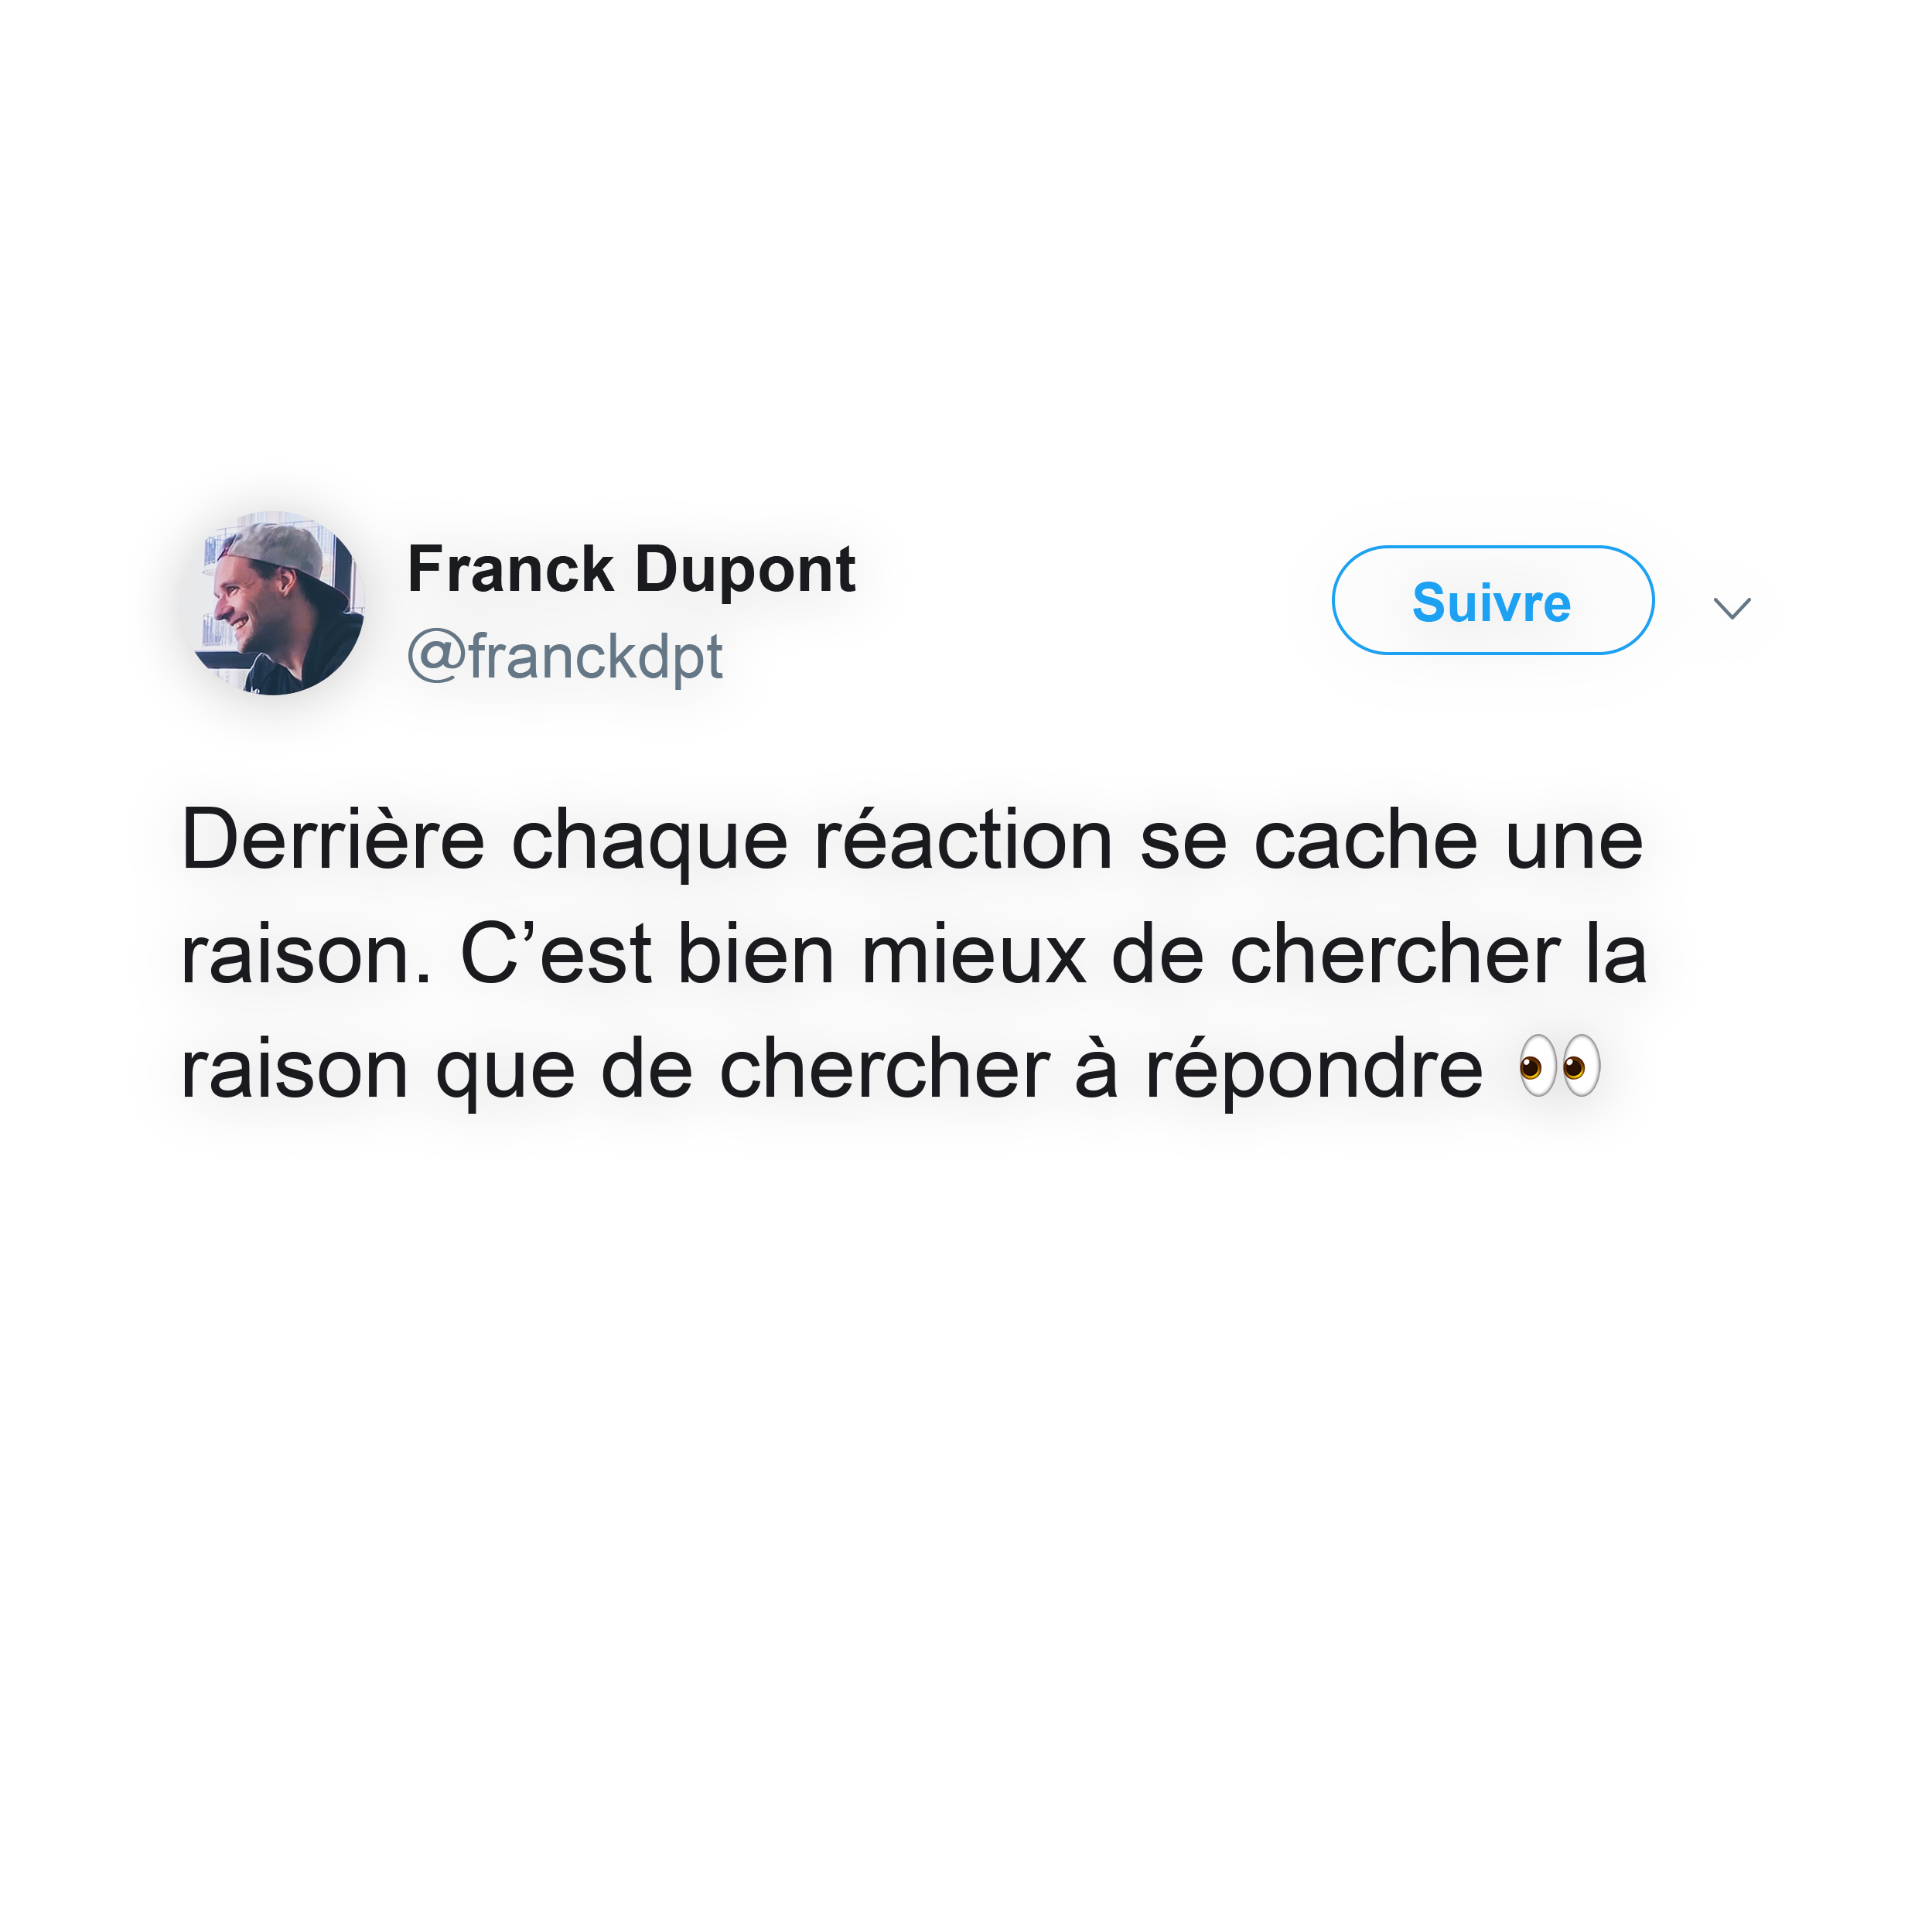 Franck Dupont
@franckdpt
Suivre
Derrière chaque réaction se cache une
raison. C’est bien mieux de chercher la
raison que de chercher à répondre 👀